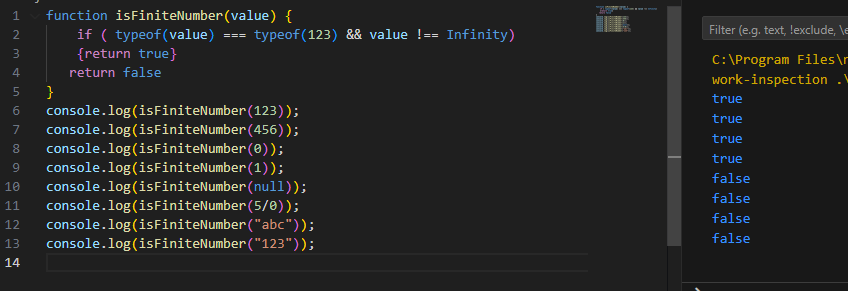 1 function isFiniteNumber(value) {
2 if ( typeof(value) === typeof(123) && value !== Infinity)
3 {return true}
4 return false
5 }
6 console.log(isFiniteNumber(123));
7 console.log(isFiniteNumber(456));
8 console.log(isFiniteNumber(0));
9 console.log(isFiniteNumber(1));
10 console.log(isFiniteNumber(null));
11 console.log(isFiniteNumber(5/0));
12 console.log(isFiniteNumber("abc"));
13 console.log(isFiniteNumber("123"));
14
Filter (e.g. text, !exclude, \e
C:\Program Files\n
work-inspection .\
true
true
true
true
false
false
false
false